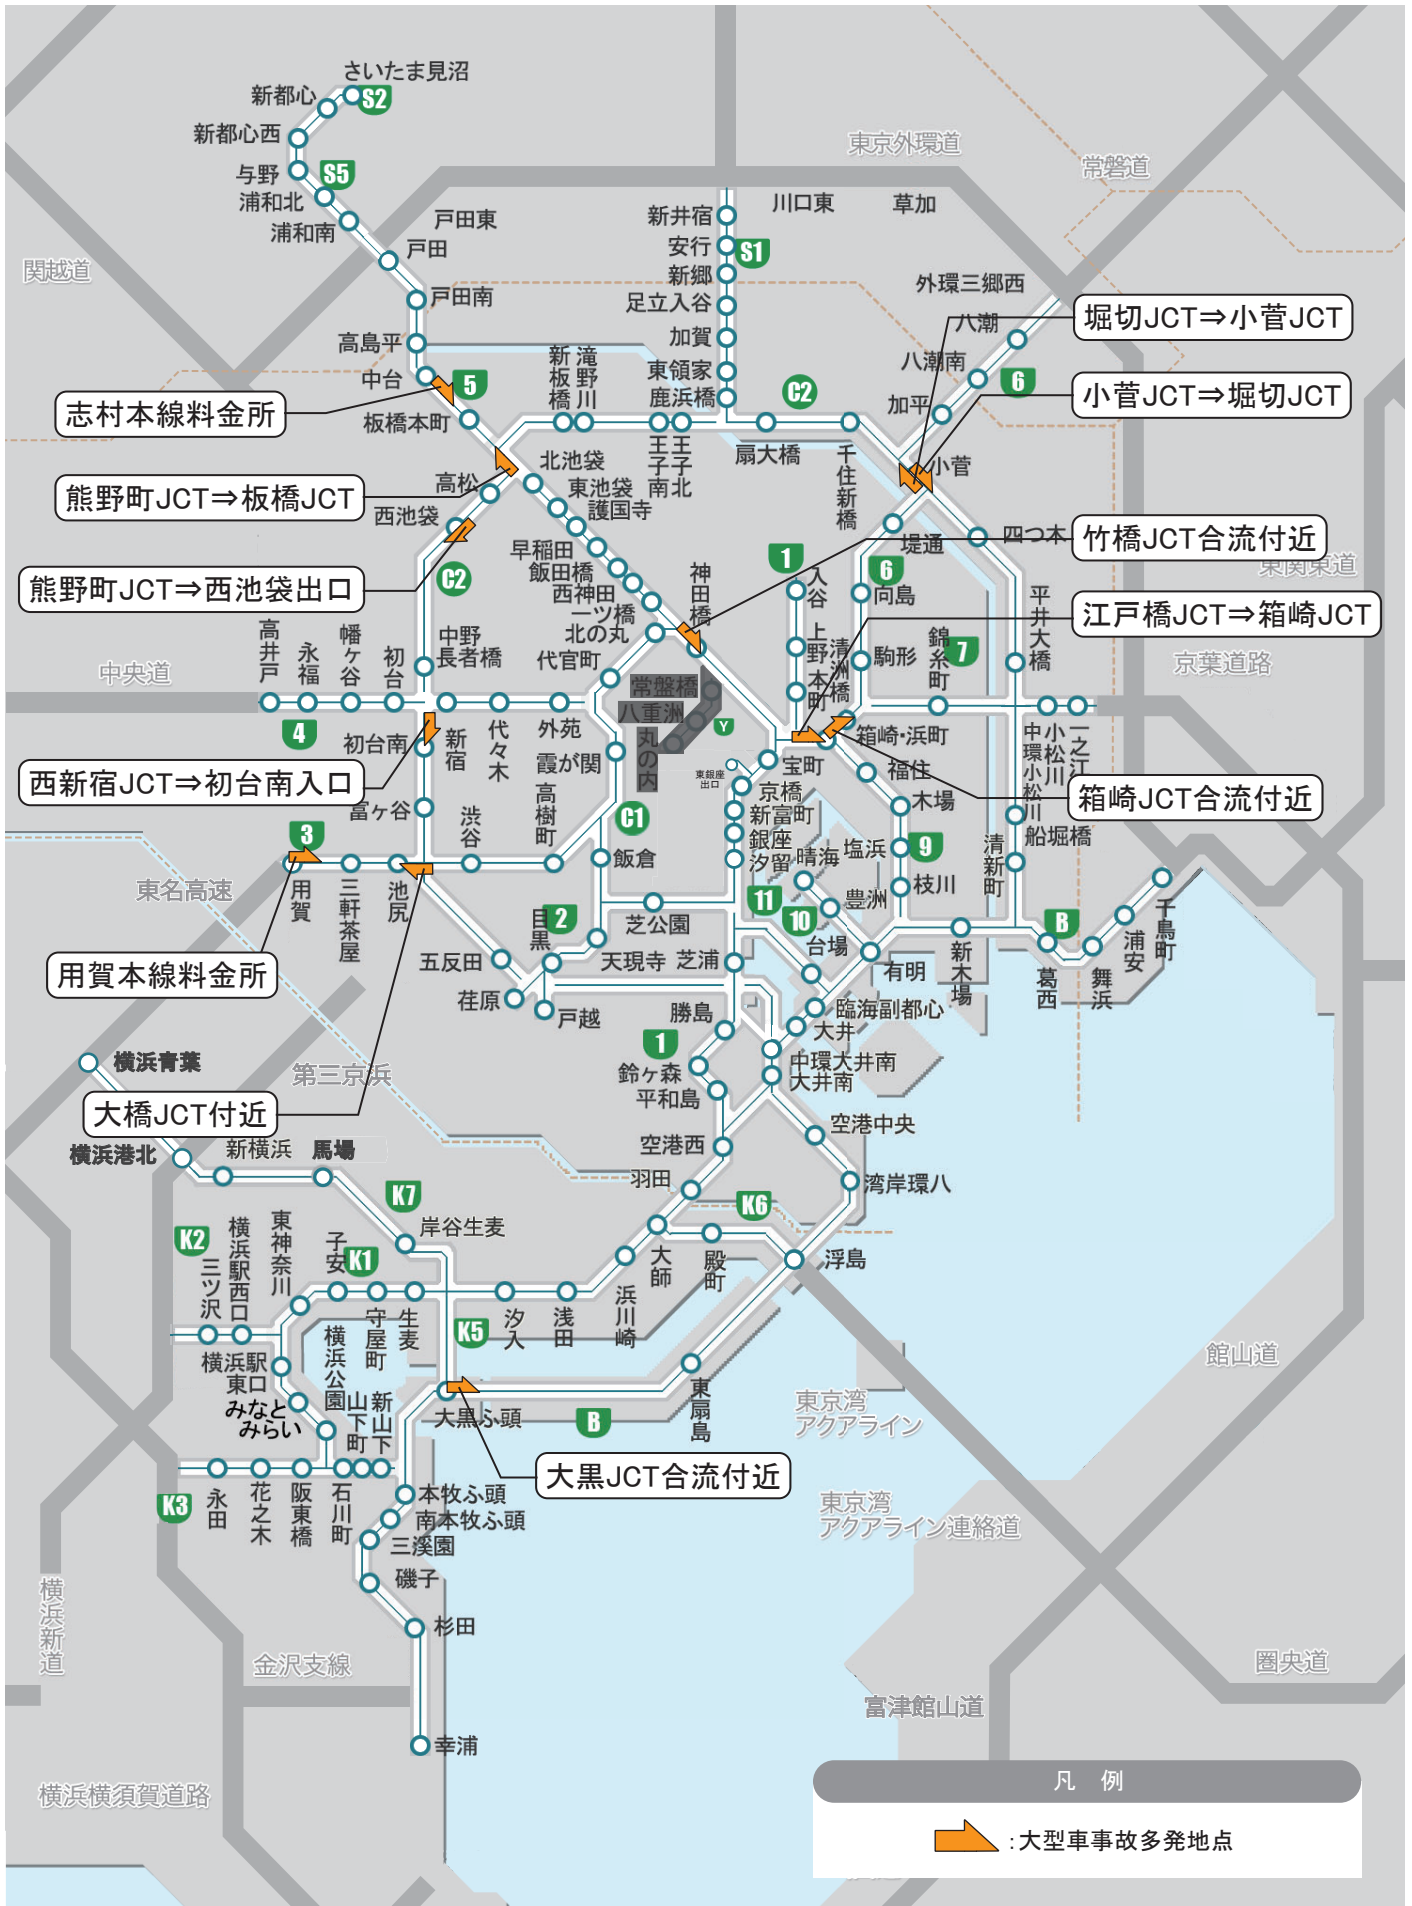 さいたま見沼
S2
新都心
新都心西
与野
S5
浦和北
浦和南
戸田東
戸田
戸田南
関越道
高島平
中台
5
志村本線料金所
板橋本町
東京外環道
常磐道
新井宿
川口東
草加
安行
S1
新郷
足立入谷
加賀
東領家
鹿浜橋
外環三郷西
八潮
八潮南
加平
6
堀切JCT⇒小菅JCT
小菅JCT⇒堀切JCT
新板橋
滝野川
C2
王子南
王子北
扇大橋
千住新橋
小菅
熊野町JCT⇒板橋JCT
高松
西池袋
北池袋
東池袋
護国寺
早稲田
飯田橋
西神田
一ツ橋
北の丸
代官町
神田橋
四つ木
堤通
竹橋JCT合流付近
東関東道
熊野町JCT⇒西池袋出口
C2
1
入谷
6
向島
江戸橋JCT⇒箱崎JCT
中央道
高井戸
永福
幡ヶ谷
初台
中野
長者橋
上野
本町
清洲橋
駒形
錦糸町
7
平井大橋
京葉道路
4
初台南
新宿
代々木
外苑
霞が関
常盤橋
八重洲
丸の内
Y
東銀座
出口
宝町
箱崎・浜町
福住
木場
中環小松川
小松川
一之江
西新宿JCT⇒初台南入口
富ヶ谷
渋谷
高樹町
C1
京橋
新富町
銀座
汐留
晴海
塩浜
9
清新町
船堀橋
箱崎JCT合流付近
3
東名高速
用賀
三軒茶屋
池尻
飯倉
枝川
11
10
豊洲
用賀本線料金所
目黒
2
芝公園
台場
B
千鳥町
五反田
天現寺
芝浦
有明
新木場
葛西
舞浜
浦安
荏原
戸越
勝島
臨海副都心
大井
1
中環大井南
大井南
横浜青葉
第三京浜
鈴ヶ森
平和島
大橋JCT付近
空港中央
横浜港北
新横浜
馬場
空港西
羽田
湾岸環八
K7
K6
岸谷生麦
K2
三ツ沢
横浜駅西口
東神奈川
子安
K1
大師
殿町
浮島
守屋町
生麦
K5
汐入
浅田
浜川崎
横浜駅
東口
みなと
みらい
横浜公園
山下町
新山下
大黒ふ頭
B
東扇島
東京湾
アクアライン
館山道
大黒JCT合流付近
K3
永田
花之木
阪東橋
石川町
本牧ふ頭
南本牧ふ頭
三溪園
磯子
東京湾
アクアライン連絡道
横浜新道
杉田
金沢支線
圏央道
富津館山道
幸浦
横浜横須賀道路
凡 例
:大型車事故多発地点